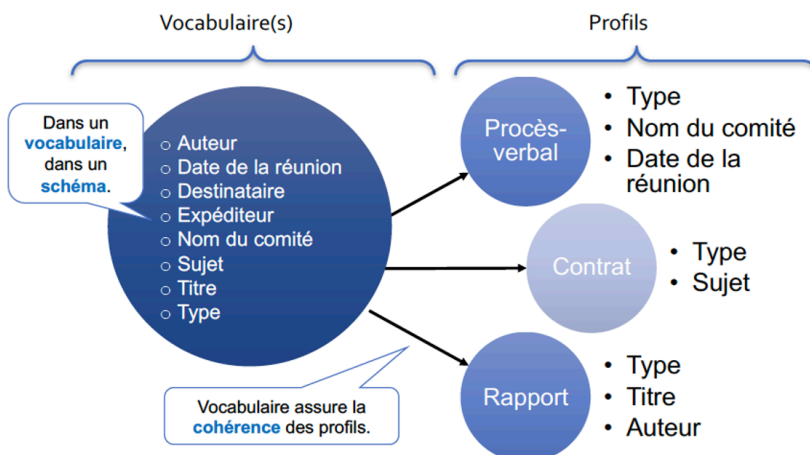 Vocabulaire(s)
Profils
Dans un
vocabulaire,
dans un
schéma.
o Auteur
o Date de la réunion
o Destinataire
o Expéditeur
o Nom du comité
o Sujet
o Titre
o Type
Vocabulaire assure la
cohérence des profils.
Procès-
verbal
• Type
• Nom du comité
• Date de la
réunion
Contrat
• Type
• Sujet
Rapport
• Type
• Titre
• Auteur